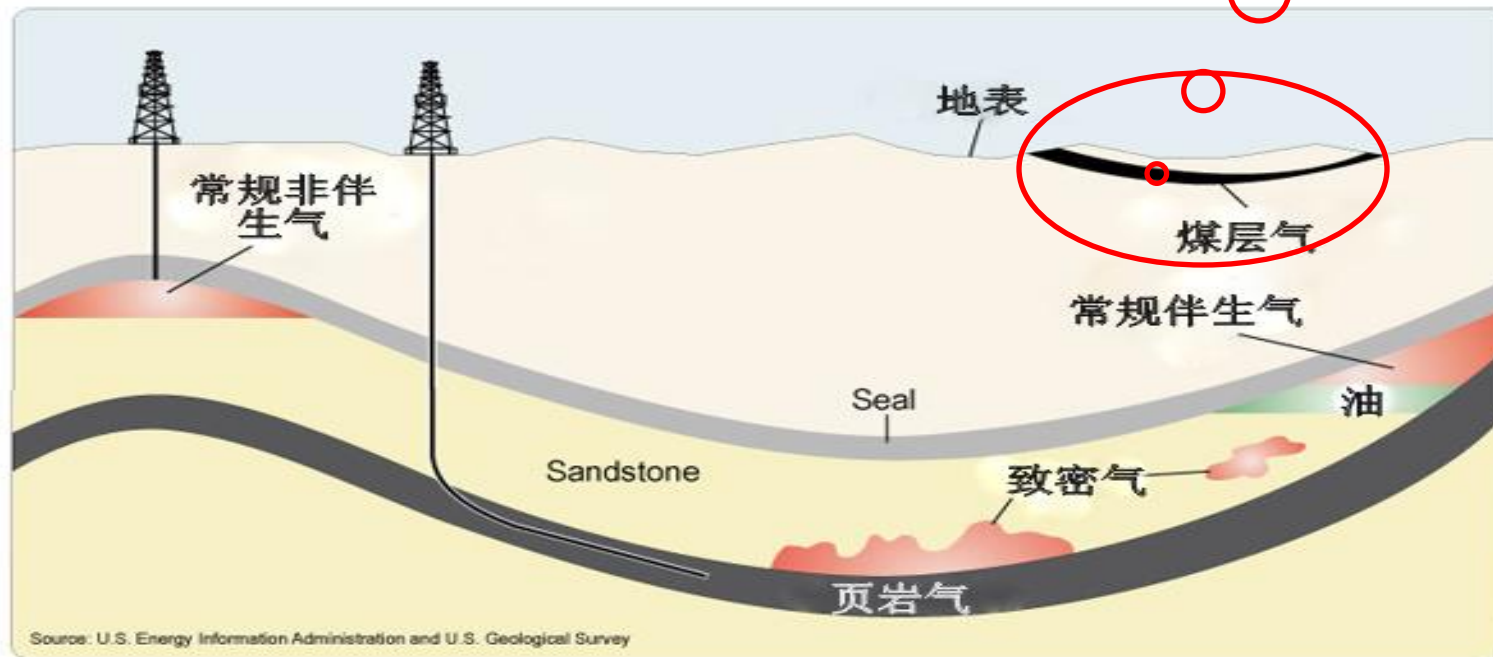 地表
常规非伴
生气
煤层气
常规伴生气
Seal
油
Sandstone
致密气
页岩气
Source: U.S. Energy Information Administration and U.S. Geological Survey